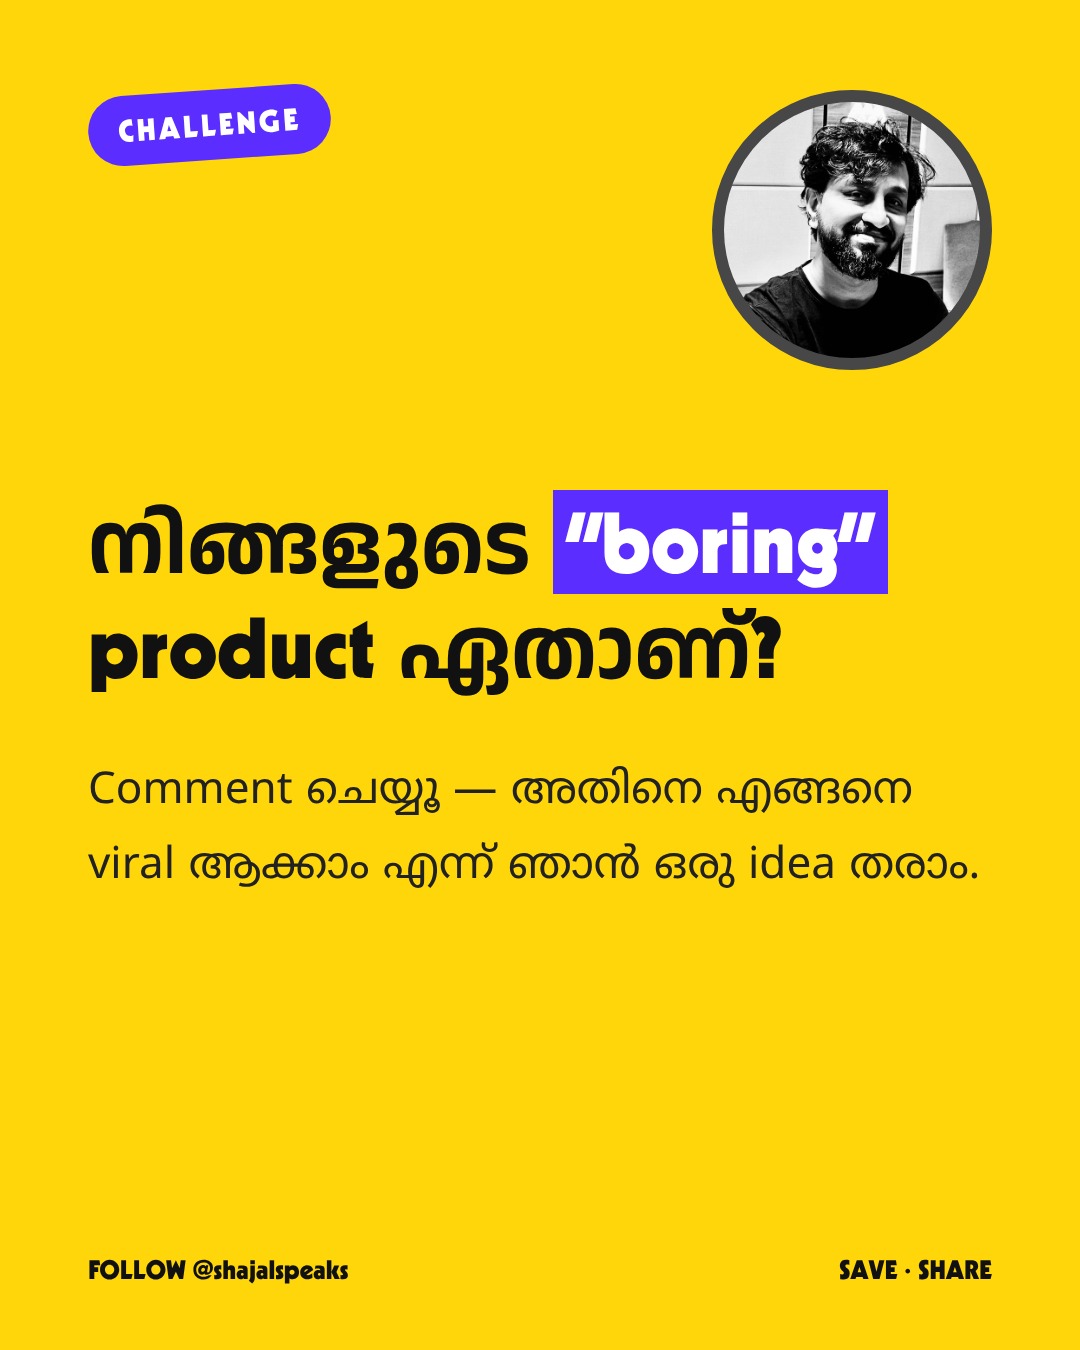 CHALLENGE
നിങ്ങളുടെ “boring”
product ഏതാണ്?
Comment ചെയ്യൂ — അതിനെ എങ്ങനെ
viral ആക്കാം എന്ന് ഞാൻ ഒരു idea തരാം.
FOLLOW @shajalspeaks
SAVE · SHARE